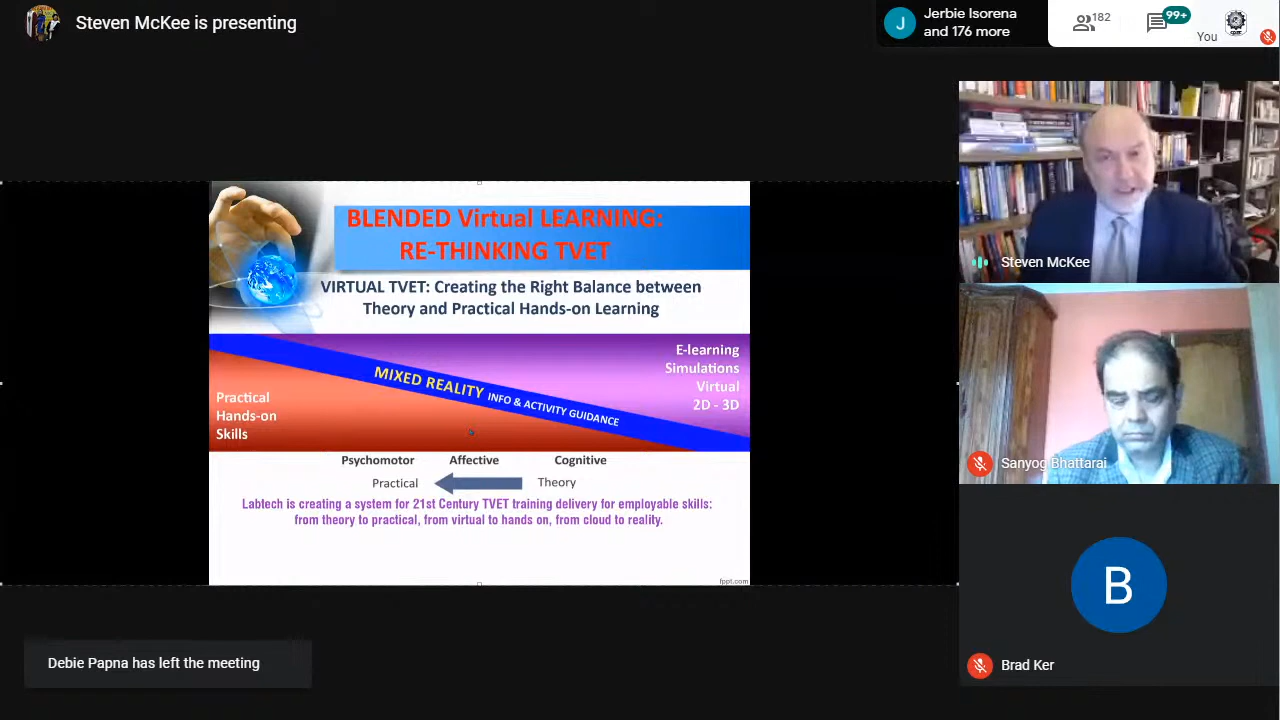 Steven McKee is presenting
J
Jerbie Isorena
and 176 more
182
99+
You
BLENDED Virtual LEARNING:
RE-THINKING TVET
VIRTUAL TVET: Creating the Right Balance between
Theory and Practical Hands-on Learning
E-learning
Simulations
Virtual
2D - 3D
MIXED REALITY INFO & ACTIVITY GUIDANCE
Practical
Hands-on
Skills
Psychomotor Affective Cognitive
Practical Theory
Labtech is creating a system for 21st Century TVET training delivery for employable skills:
from theory to practical, from virtual to hands on, from cloud to reality.
fppt.com
Steven McKee
Sanyog Bhattarai
B
Brad Ker
Debie Papna has left the meeting